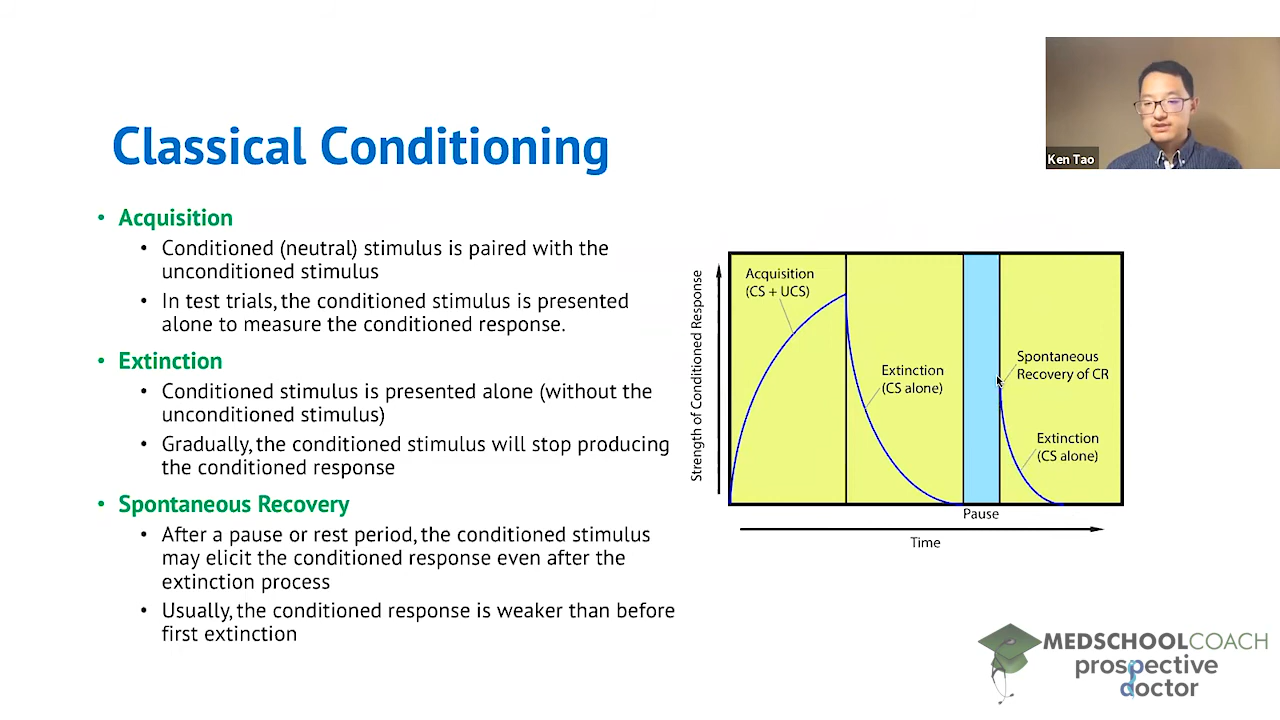 Classical Conditioning
• Acquisition
• Conditioned (neutral) stimulus is paired with the
unconditioned stimulus
• In test trials, the conditioned stimulus is presented
alone to measure the conditioned response.
• Extinction
• Conditioned stimulus is presented alone (without the
unconditioned stimulus)
• Gradually, the conditioned stimulus will stop producing
the conditioned response
• Spontaneous Recovery
• After a pause or rest period, the conditioned stimulus
may elicit the conditioned response even after the
extinction process
• Usually, the conditioned response is weaker than before
first extinction
Ken Tao
Strength of Conditioned Response
Acquisition
(CS + UCS)
Extinction
(CS alone)
Spontaneous
Recovery of CR
Extinction
(CS alone)
Pause
Time
MEDSCHOOLCOACH
prospective
doctor